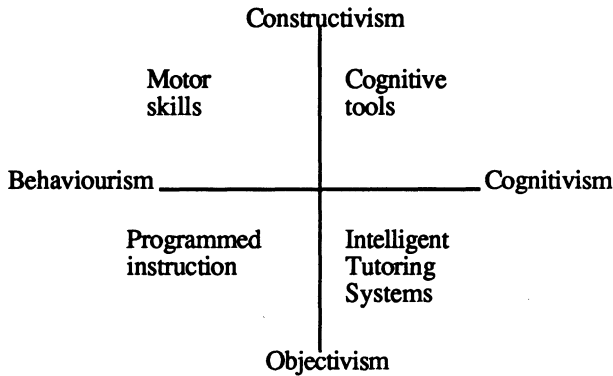 Constructivism
Motor
skills
Cognitive
tools
Behaviourism
Cognitivism
Programmed
instruction
Intelligent
Tutoring
Systems
Objectivism